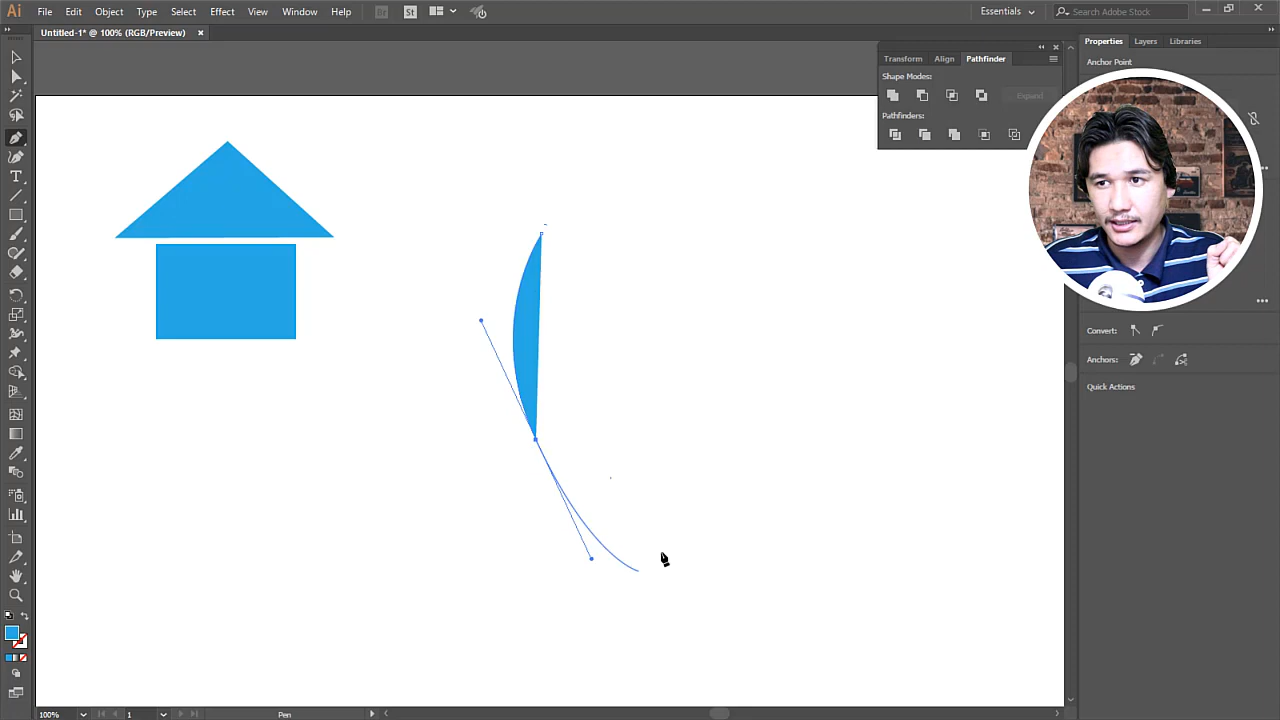 Ai File Edit Object Type Select Effect View Window Help Br St Essentials Search Adobe Stock
Untitled-1* @ 100% (RGB/Preview) ×
Transform Align Pathfinder
Shape Modes:
Expand
Pathfinders:
Properties Layers Libraries
Anchor Point
Convert:
Anchors:
Quick Actions
100% 1 Pen